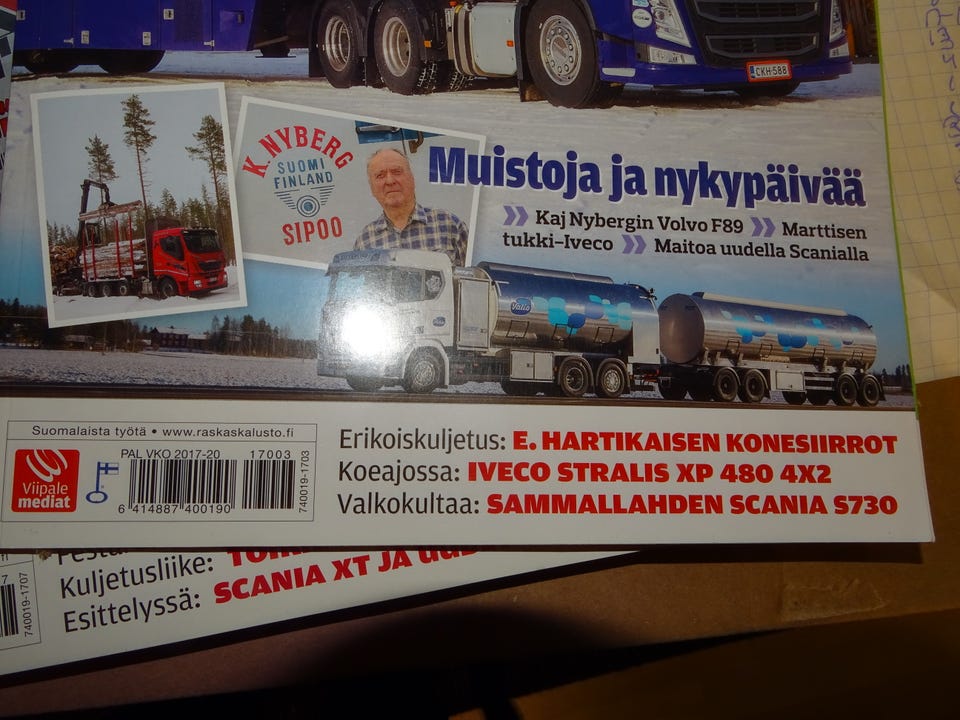 CKH-588
K. NYBERG
SUOMI
FINLAND
SIPOO
Muistoja ja nykypäivää
Kaj Nybergin Volvo F89 Marttisen
tukki-Iveco Maitoa uudella Scanialla
Valio
Suomalaista työtä • www.raskaskalusto.fi
PAL VKO 2017-20 17003
6 414887 400190
740019-1703
Viipale
mediat
Erikoiskuljetus: E. HARTIKAISEN KONESIIRROT
Koeajossa: IVECO STRALIS XP 480 4X2
Valkokultaa: SAMMALLAHDEN SCANIA S730
Kuljetusliike:
Esittelyssä: SCANIA XT JA
740019-1707